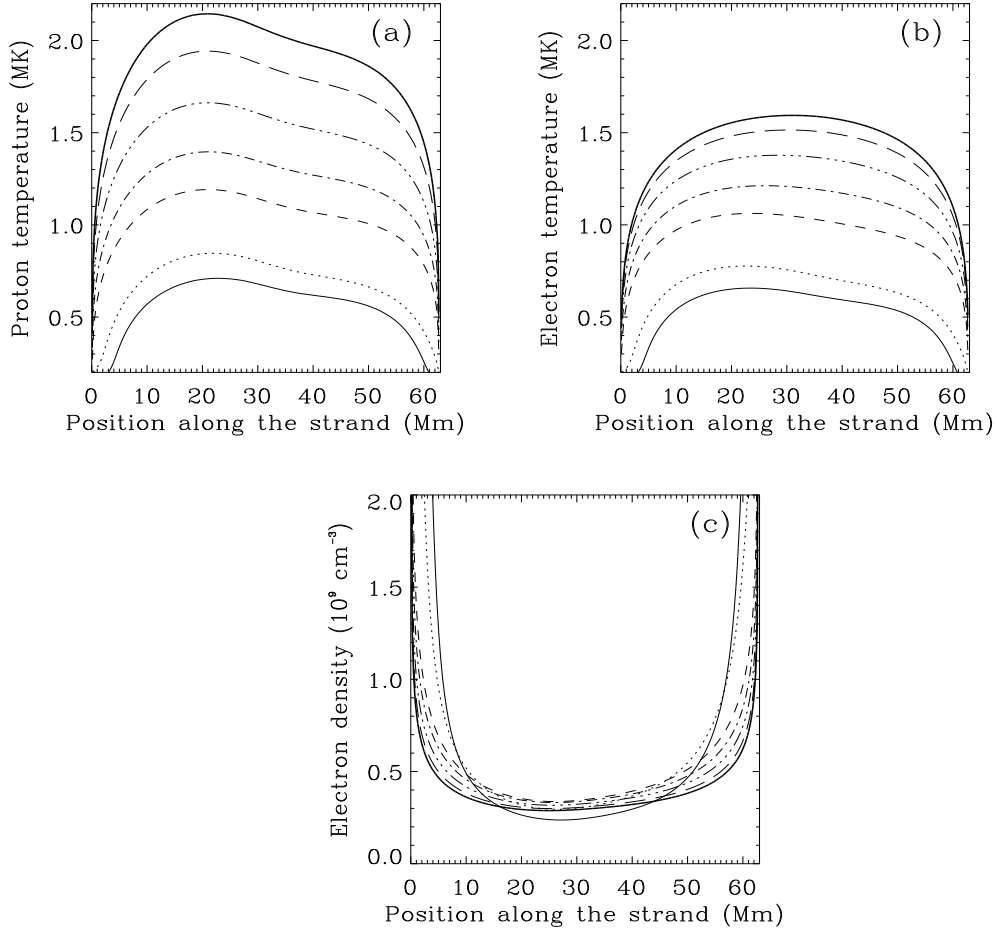 (a)
Proton temperature (MK)
2.0
1.5
1.0
0.5
0 10 20 30 40 50 60
Position along the strand (Mm)
(b)
Electron temperature (MK)
2.0
1.5
1.0
0.5
0 10 20 30 40 50 60
Position along the strand (Mm)
(c)
Electron density (10⁹ cm⁻³)
2.0
1.5
1.0
0.5
0.0
0 10 20 30 40 50 60
Position along the strand (Mm)